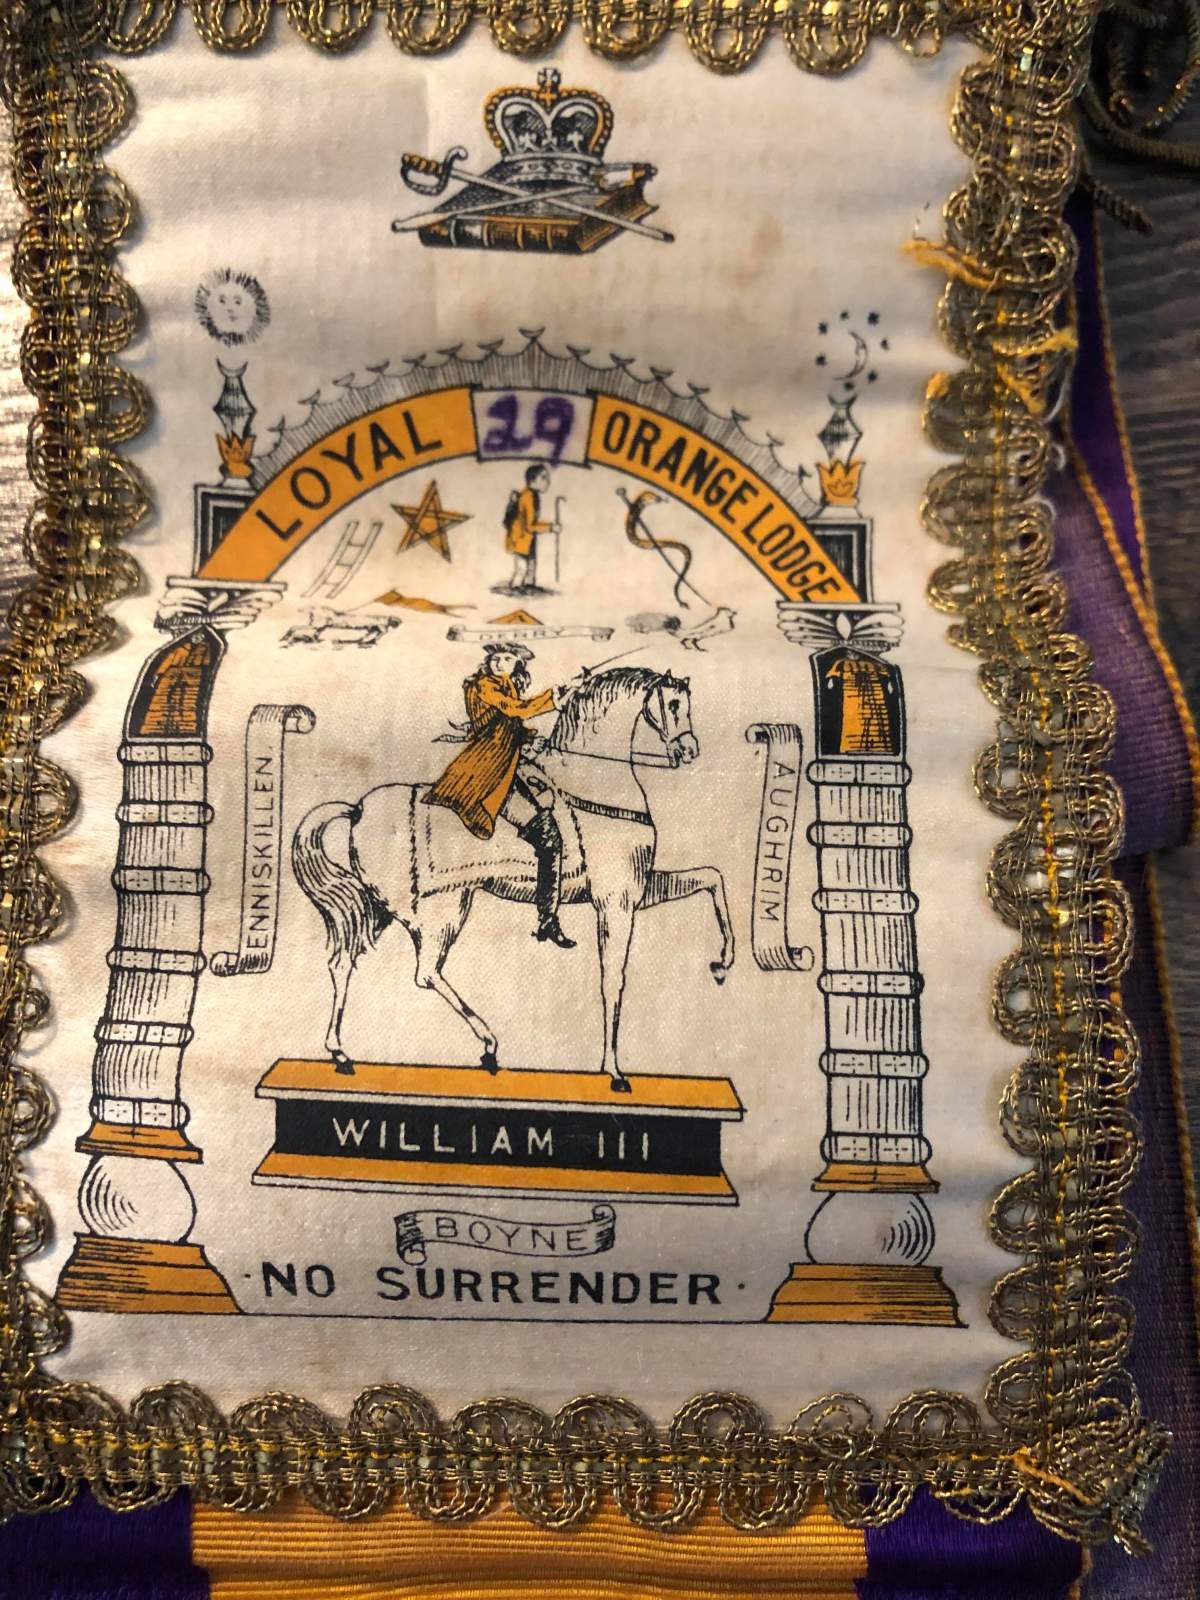 LOYAL 29 ORANGE LODGE
DERRY
ENNISKILLEN.
AUGHRIM
WILLIAM III
BOYNE
· NO SURRENDER ·